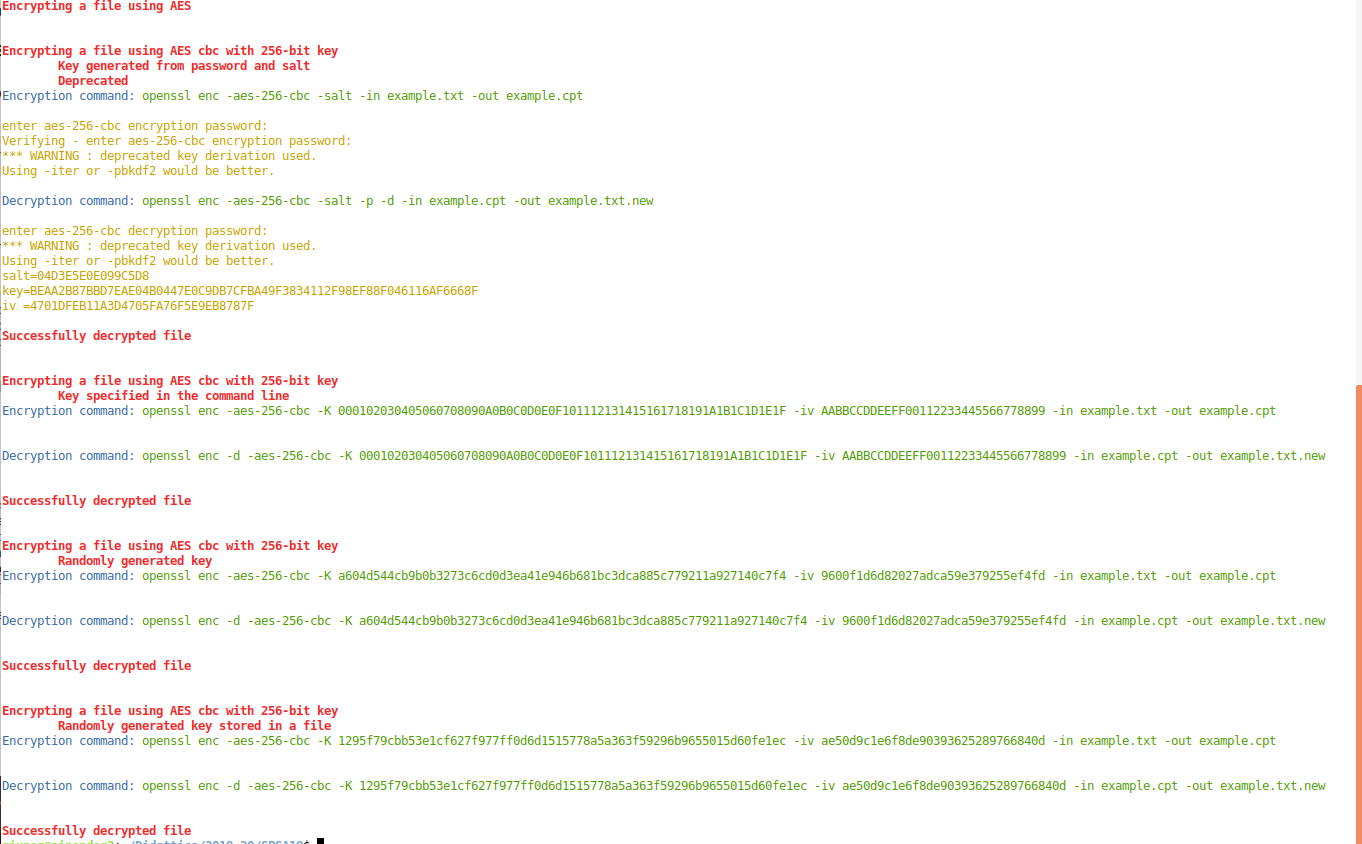 Encrypting a file using AES
Encrypting a file using AES cbc with 256-bit key
Key generated from password and salt
Deprecated
Encryption command: openssl enc -aes-256-cbc -salt -in example.txt -out example.cpt
enter aes-256-cbc encryption password:
Verifying - enter aes-256-cbc encryption password:
*** WARNING : deprecated key derivation used.
Using -iter or -pbkdf2 would be better.
Decryption command: openssl enc -aes-256-cbc -salt -p -d -in example.cpt -out example.txt.new
enter aes-256-cbc decryption password:
*** WARNING : deprecated key derivation used.
Using -iter or -pbkdf2 would be better.
salt=04D3E5E0E099C5D8
key=BEAA2B87BBD7EAE04B0447E0C9DB7CFBA49F3834112F98EF88F046116AF6668F
iv =4701DFEB11A3D4705FA76F5E9EB8787F
Successfully decrypted file
Encrypting a file using AES cbc with 256-bit key
Key specified in the command line
Encryption command: openssl enc -aes-256-cbc -K 000102030405060708090A0B0C0D0E0F101112131415161718191A1B1C1D1E1F -iv AABBCCDDEEFF00112233445566778899 -in example.txt -out example.cpt
Decryption command: openssl enc -d -aes-256-cbc -K 000102030405060708090A0B0C0D0E0F101112131415161718191A1B1C1D1E1F -iv AABBCCDDEEFF00112233445566778899 -in example.cpt -out example.txt.new
Successfully decrypted file
Encrypting a file using AES cbc with 256-bit key
Randomly generated key
Encryption command: openssl enc -aes-256-cbc -K a604d544cb9b0b3273c6cd0d3ea41e946b681bc3dca885c779211a927140c7f4 -iv 9600f1d6d82027adca59e379255ef4fd -in example.txt -out example.cpt
Decryption command: openssl enc -d -aes-256-cbc -K a604d544cb9b0b3273c6cd0d3ea41e946b681bc3dca885c779211a927140c7f4 -iv 9600f1d6d82027adca59e379255ef4fd -in example.cpt -out example.txt.new
Successfully decrypted file
Encrypting a file using AES cbc with 256-bit key
Randomly generated key stored in a file
Encryption command: openssl enc -aes-256-cbc -K 1295f79cbb53e1cf627f977ff0d6d1515778a5a363f59296b9655015d60fe1ec -iv ae50d9c1e6f8de90393625289766840d -in example.txt -out example.cpt
Decryption command: openssl enc -d -aes-256-cbc -K 1295f79cbb53e1cf627f977ff0d6d1515778a5a363f59296b9655015d60fe1ec -iv ae50d9c1e6f8de90393625289766840d -in example.cpt -out example.txt.new
Successfully decrypted file